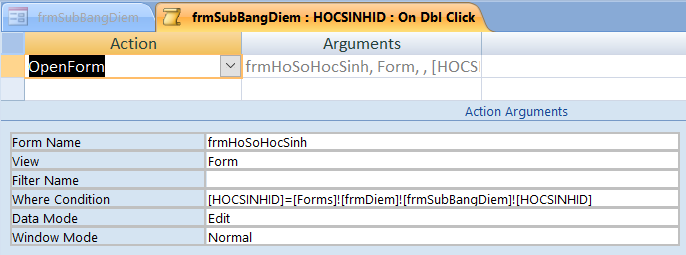 frmSubBangDiem
frmSubBangDiem : HOCSINHID : On Dbl Click
Action Arguments
OpenForm frmHoSoHocSinh, Form, , [HOCSI
Action Arguments
Form Name frmHoSoHocSinh
View Form
Filter Name
Where Condition [HOCSINHID]=[Forms]![frmDiem]![frmSubBangDiem]![HOCSINHID]
Data Mode Edit
Window Mode Normal